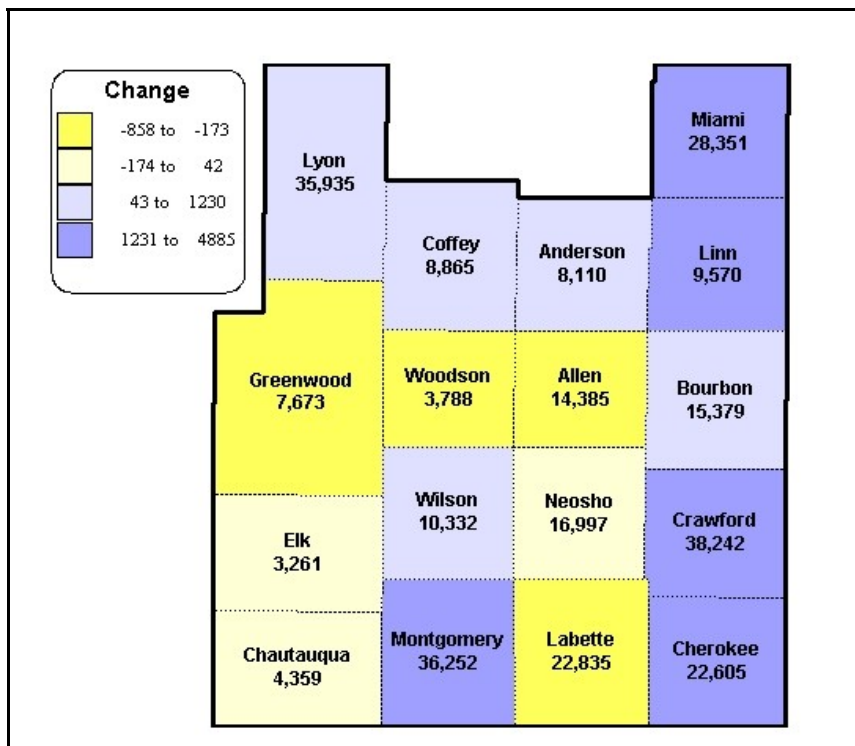 Change
-858 to -173
-174 to 42
43 to 1230
1231 to 4885
Lyon
35,935
Miami
28,351
Coffey
8,865
Anderson
8,110
Linn
9,570
Greenwood
7,673
Woodson
3,788
Allen
14,385
Bourbon
15,379
Wilson
10,332
Neosho
16,997
Crawford
38,242
Elk
3,261
Chautauqua
4,359
Montgomery
36,252
Labette
22,835
Cherokee
22,605